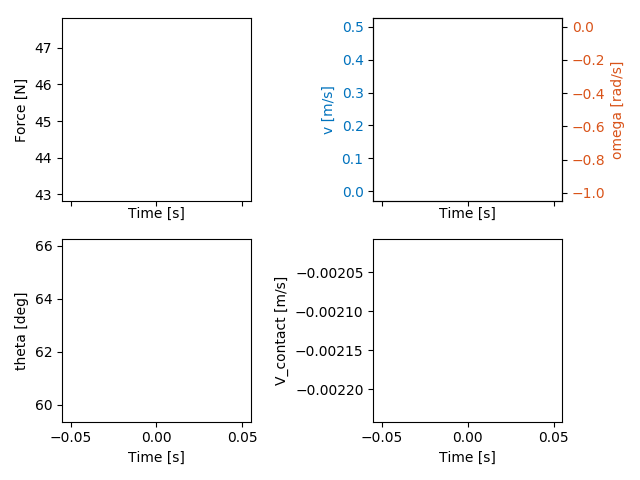 Force [N]
47
46
45
44
43
Time [s]
v [m/s]
0.5
0.4
0.3
0.2
0.1
0.0
omega [rad/s]
0.0
−0.2
−0.4
−0.6
−0.8
−1.0
Time [s]
theta [deg]
66
64
62
60
−0.05 0.00 0.05
Time [s]
V_contact [m/s]
−0.00205
−0.00210
−0.00215
−0.00220
−0.05 0.00 0.05
Time [s]